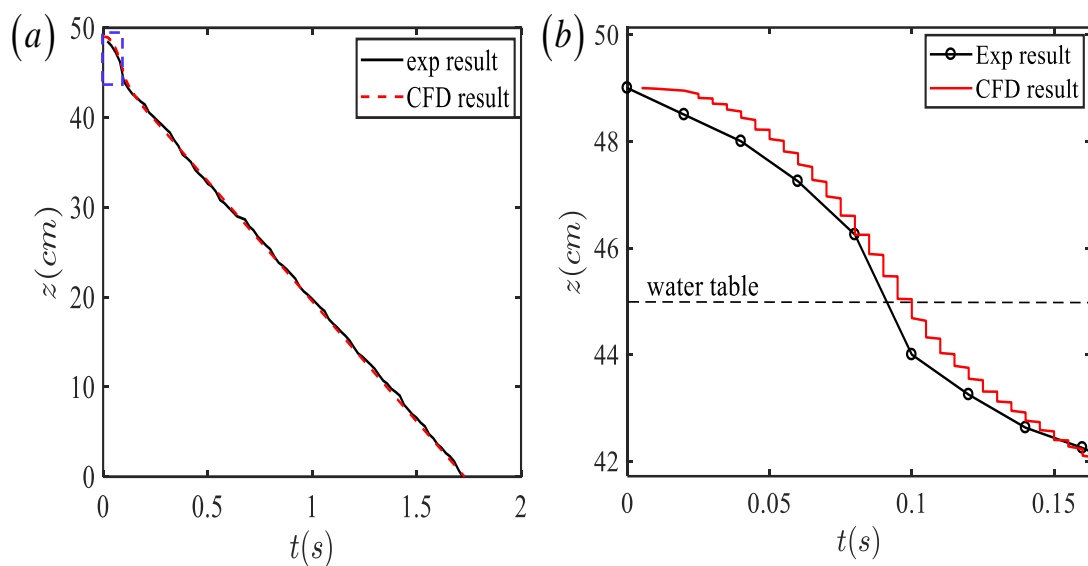 (a)
50
40
30
20
10
0
z(cm)
0
0.5
1
1.5
2
t(s)
exp result
CFD result
(b)
50
48
46
44
42
z(cm)
0
0.05
0.1
0.15
t(s)
Exp result
CFD result
water table